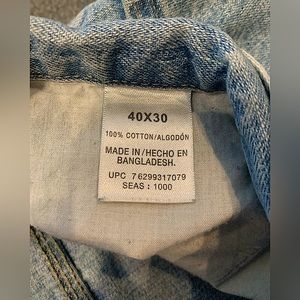 40X30
100% COTTON/ALGODÓN
MADE IN/HECHO EN
BANGLADESH.
UPC 76299317079
SEAS : 1000